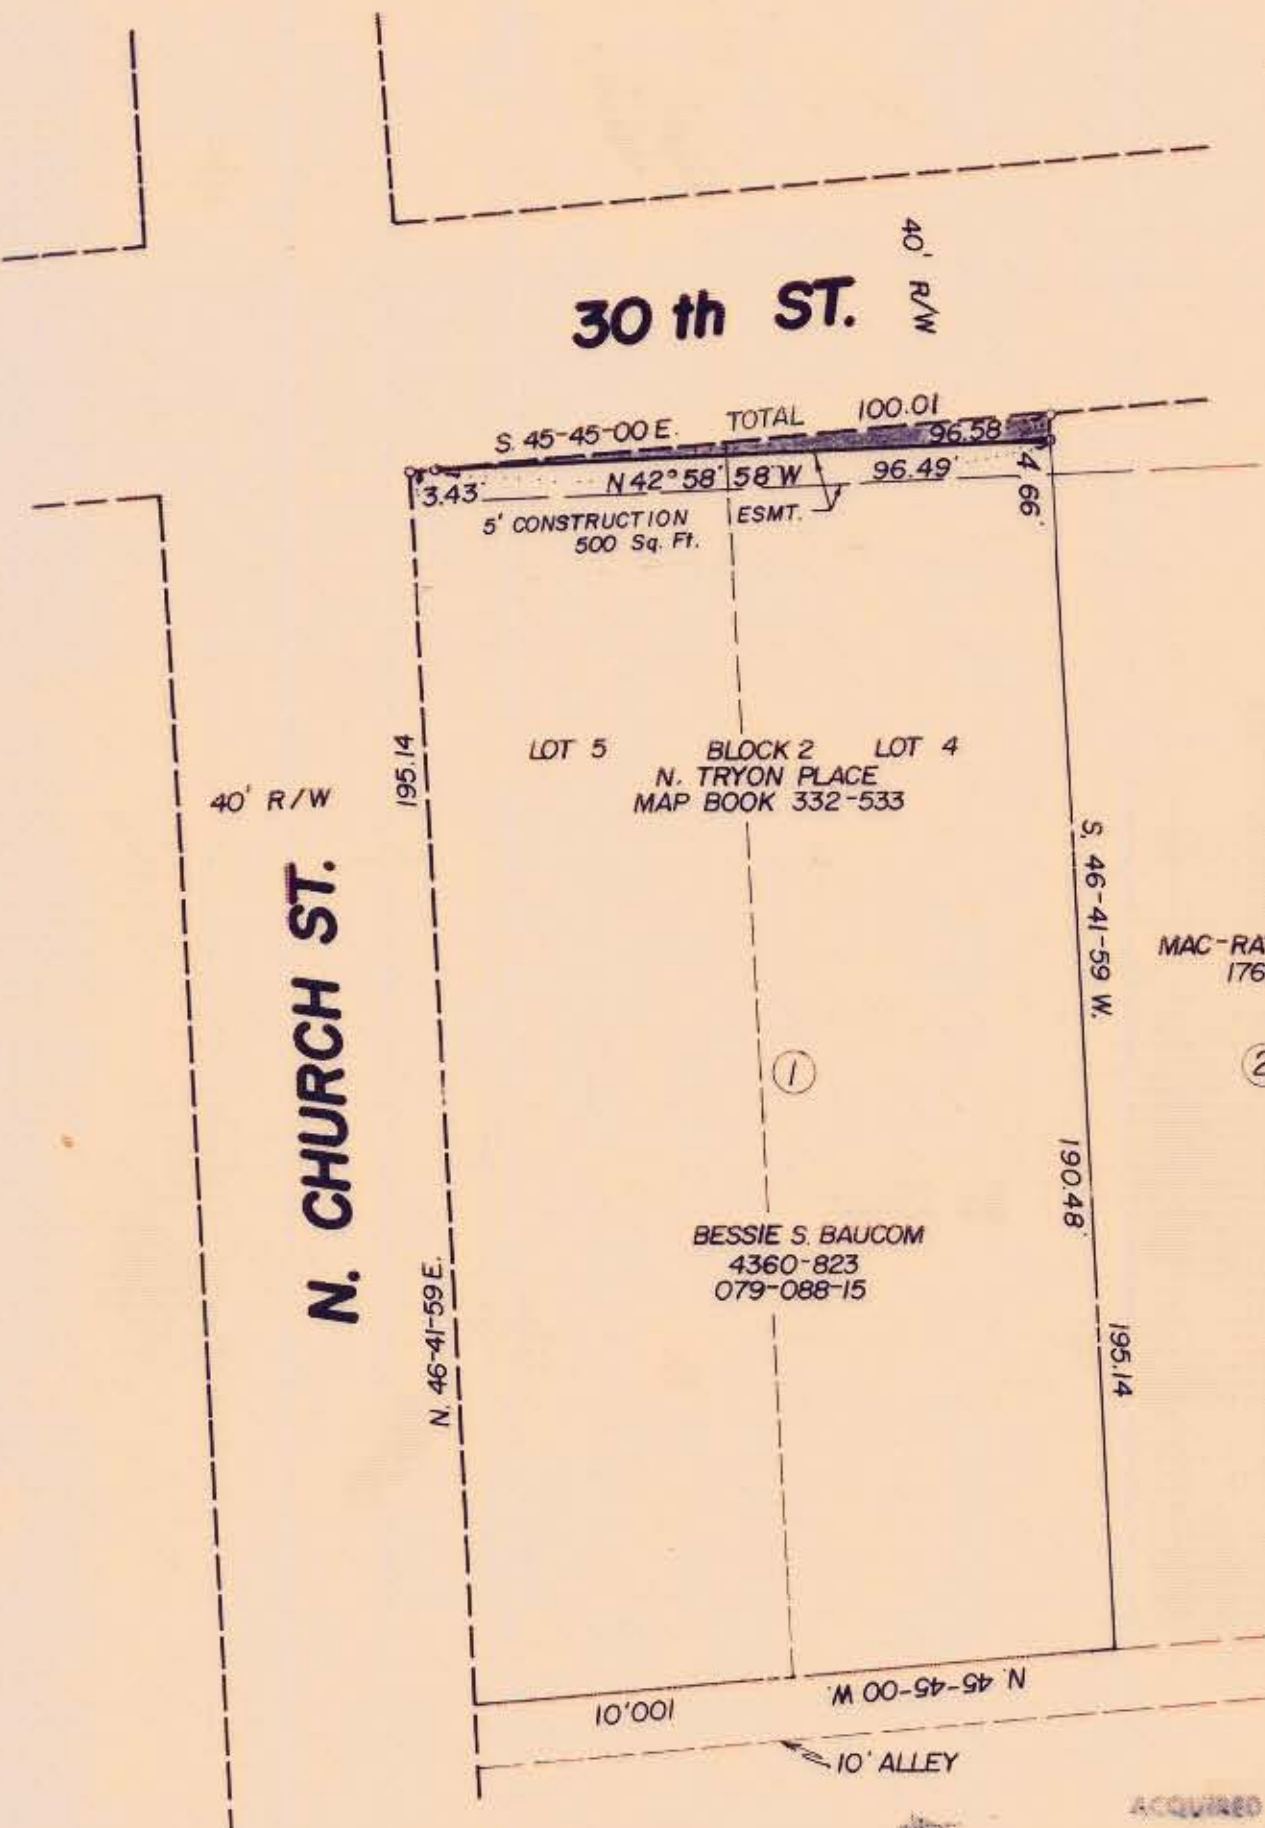 40' R/W
30 th ST.
S. 45-45-00 E. TOTAL 100.01
96.58
3.43
N 42° 58' 58" W 96.49'
4.66'
5' CONSTRUCTION ESMT.
500 Sq. Ft.
195.14
40' R/W
LOT 5 BLOCK 2 LOT 4
N. TRYON PLACE
MAP BOOK 332-533
N. CHURCH ST.
S. 46-41-59 W.
MAC-RA
176
1
2
190.48'
BESSIE S. BAUCOM
4360-823
079-088-15
N. 46-41-59 E.
195.14
N. 45-45-00 W.
100.01
10' ALLEY
ACQUIRED